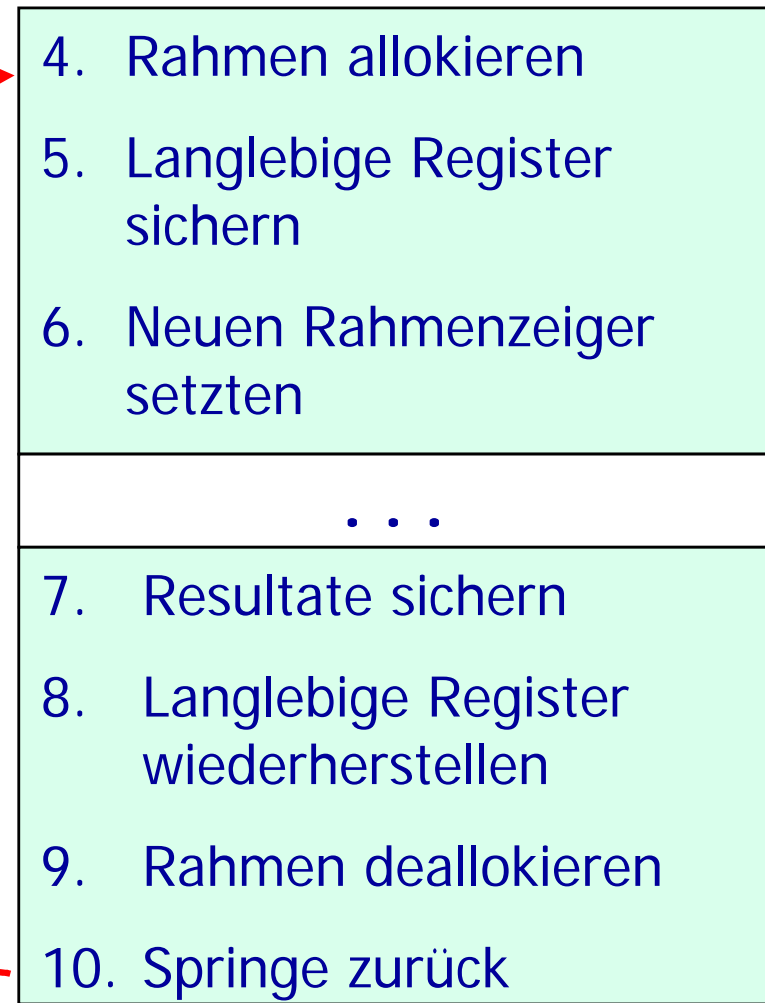 4. Rahmen allokieren
5. Langlebige Register
sichern
6. Neuen Rahmenzeiger
setzten
. . .
7. Resultate sichern
8. Langlebige Register
wiederherstellen
9. Rahmen deallokieren
10. Springe zurück